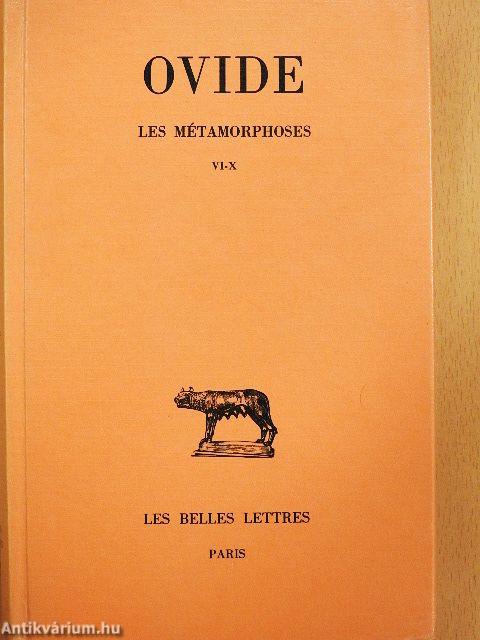 OVIDE
LES MÉTAMORPHOSES
VI-X
LES BELLES LETTRES
PARIS
Antikvárium.hu